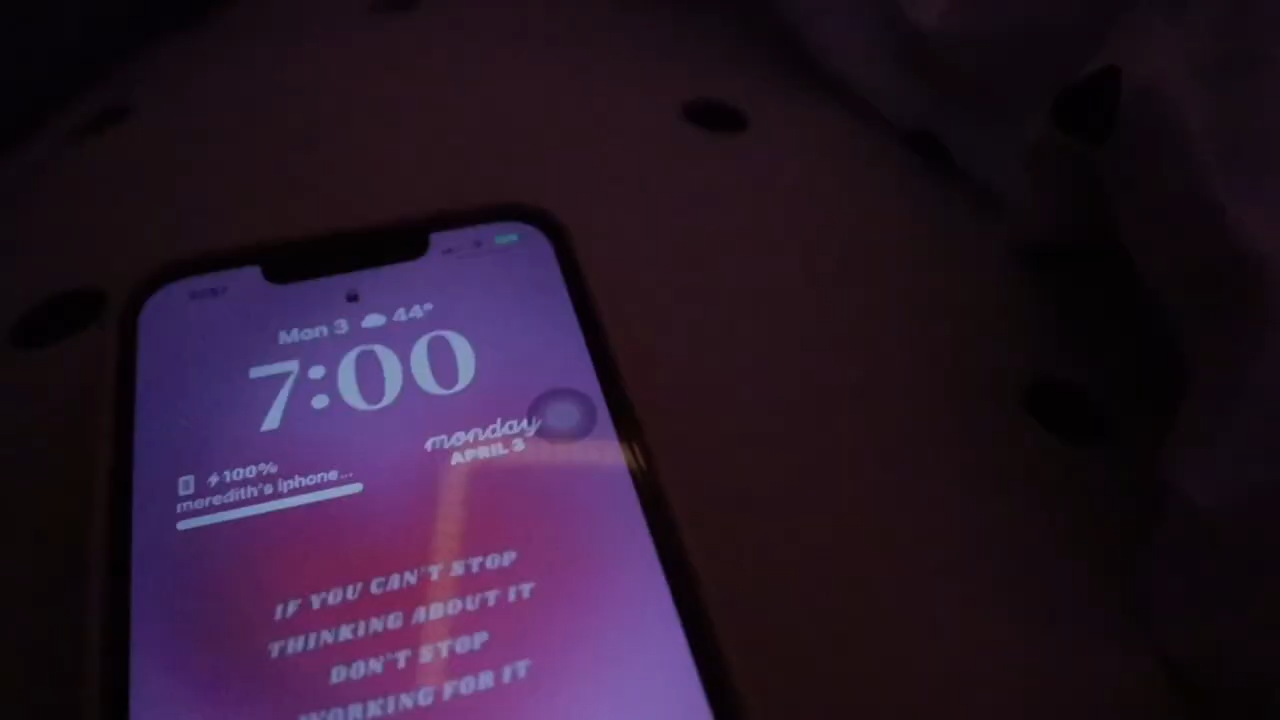 Mon 3 44°
7:00
monday
APRIL 3
100%
meredith's iphone...
IF YOU CAN'T STOP
THINKING ABOUT IT
DON'T STOP
WORKING FOR IT